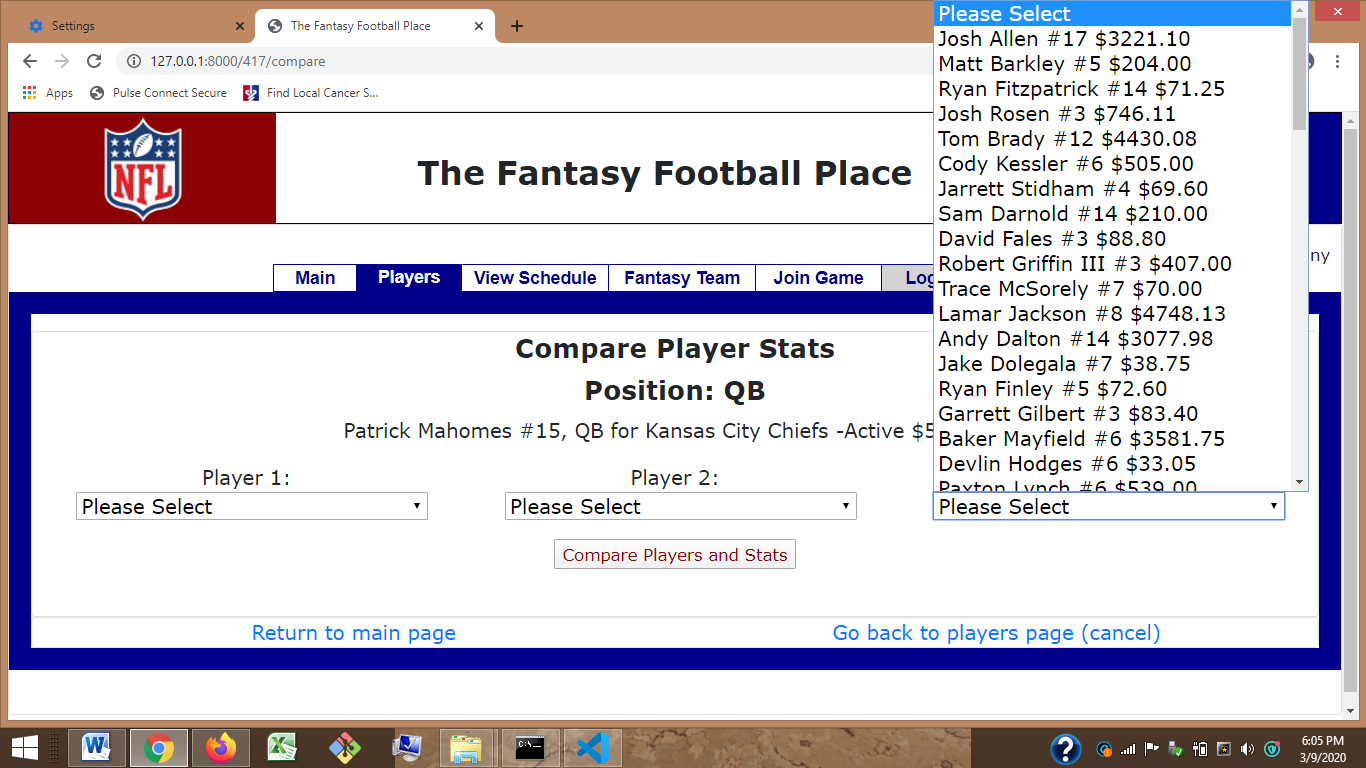 Settings
The Fantasy Football Place
127.0.0.1:8000/417/compare
Apps
Pulse Connect Secure
Find Local Cancer S...
NFL
The Fantasy Football Place
ny
Main
Players
View Schedule
Fantasy Team
Join Game
Log
Compare Player Stats
Position: QB
Patrick Mahomes #15, QB for Kansas City Chiefs -Active $5
Player 1:
Player 2:
Please Select
Please Select
Please Select
Please Select
Josh Allen #17 $3221.10
Matt Barkley #5 $204.00
Ryan Fitzpatrick #14 $71.25
Josh Rosen #3 $746.11
Tom Brady #12 $4430.08
Cody Kessler #6 $505.00
Jarrett Stidham #4 $69.60
Sam Darnold #14 $210.00
David Fales #3 $88.80
Robert Griffin III #3 $407.00
Trace McSorely #7 $70.00
Lamar Jackson #8 $4748.13
Andy Dalton #14 $3077.98
Jake Dolegala #7 $38.75
Ryan Finley #5 $72.60
Garrett Gilbert #3 $83.40
Baker Mayfield #6 $3581.75
Devlin Hodges #6 $33.05
Paxton Lynch #6 $539.00
Compare Players and Stats
Return to main page
Go back to players page (cancel)
6:05 PM
3/9/2020